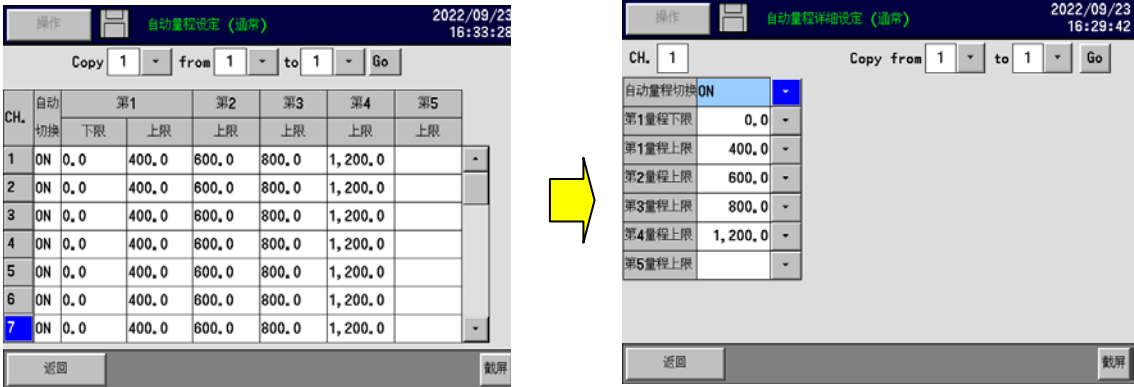 操作
自动量程设定 (通常)
2022/09/23
16:33:28
Copy 1 from 1 to 1 Go
CH. 自动切换 第1 第2 第3 第4 第5
下限 上限 上限 上限 上限 上限
1 ON 0.0 400.0 600.0 800.0 1,200.0
2 ON 0.0 400.0 600.0 800.0 1,200.0
3 ON 0.0 400.0 600.0 800.0 1,200.0
4 ON 0.0 400.0 600.0 800.0 1,200.0
5 ON 0.0 400.0 600.0 800.0 1,200.0
6 ON 0.0 400.0 600.0 800.0 1,200.0
7 ON 0.0 400.0 600.0 800.0 1,200.0
返回
截屏
操作
自动量程详细设定 (通常)
2022/09/23
16:29:42
CH. 1
Copy from 1 to 1 Go
自动量程切换 ON
第1量程下限 0.0
第1量程上限 400.0
第2量程上限 600.0
第3量程上限 800.0
第4量程上限 1,200.0
第5量程上限
返回
截屏